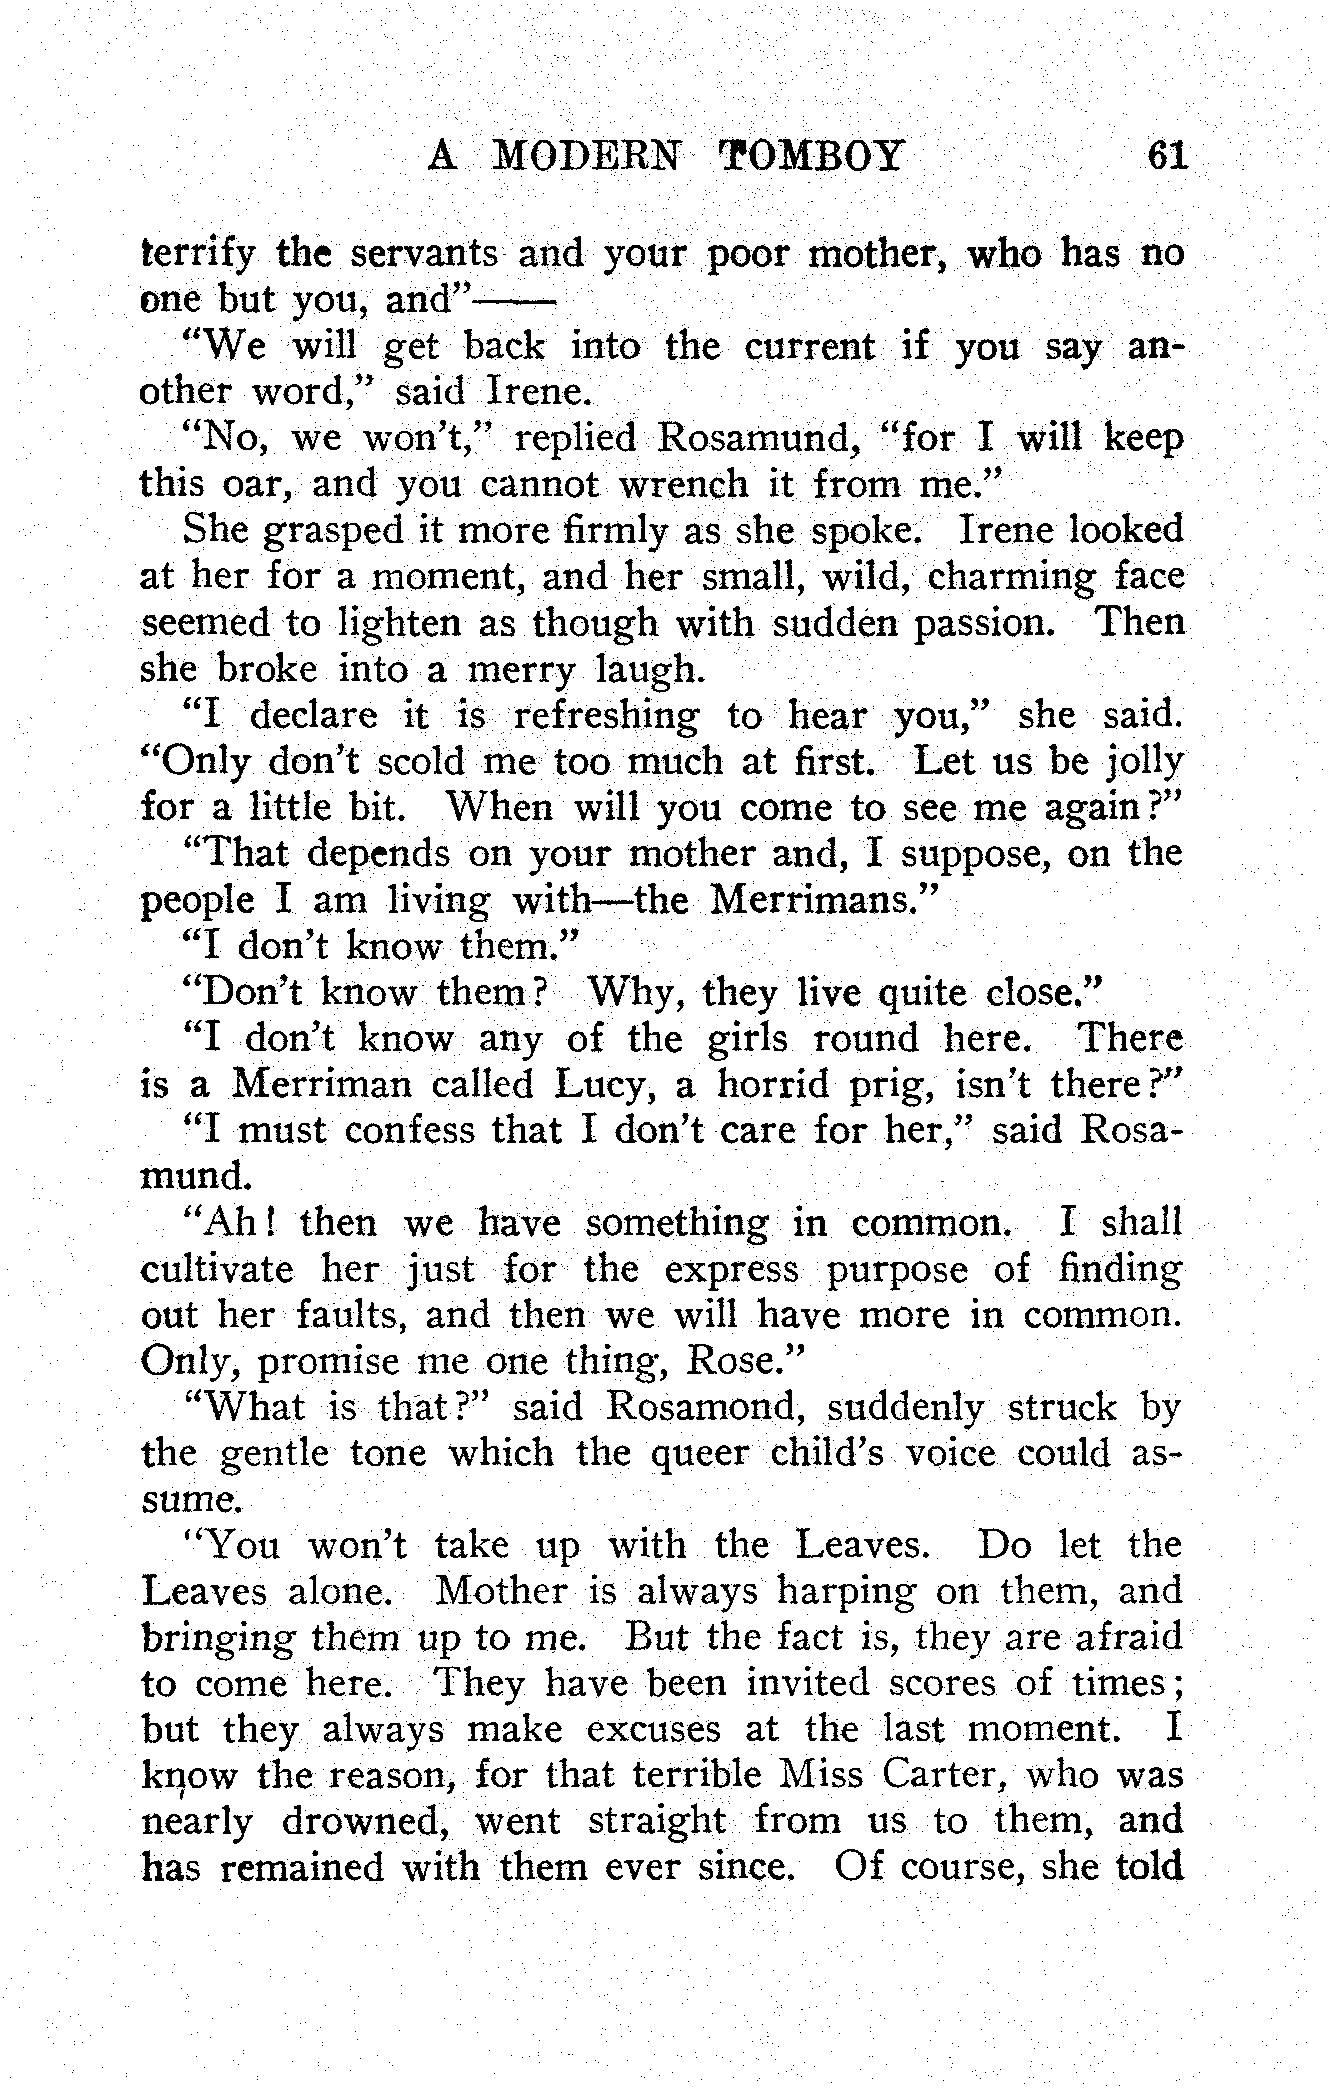 A MODERN TOMBOY 61
terrify the servants and your poor mother, who has no
one but you, and”——
“We will get back into the current if you say an-
other word,” said Irene.
“No, we won’t,” replied Rosamund, “for I will keep
this oar, and you cannot wrench it from me.”
She grasped it more firmly as she spoke. Irene looked
at her for a moment, and her small, wild, charming face
seemed to lighten as though with sudden passion. Then
she broke into a merry laugh.
“I declare it is refreshing to hear you,” she said.
“Only don’t scold me too much at first. Let us be jolly
for a little bit. When will you come to see me again?”
“That depends on your mother and, I suppose, on the
people I am living with—the Merrimans.”
“I don’t know them.”
“Don’t know them? Why, they live quite close.”
“I don’t know any of the girls round here. There
is a Merriman called Lucy, a horrid prig, isn’t there?”
“I must confess that I don’t care for her,” said Rosa-
mund.
“Ah! then we have something in common. I shall
cultivate her just for the express purpose of finding
out her faults, and then we will have more in common.
Only, promise me one thing, Rose.”
“What is that?” said Rosamond, suddenly struck by
the gentle tone which the queer child’s voice could as-
sume.
“You won’t take up with the Leaves. Do let the
Leaves alone. Mother is always harping on them, and
bringing them up to me. But the fact is, they are afraid
to come here. They have been invited scores of times;
but they always make excuses at the last moment. I
know the reason, for that terrible Miss Carter, who was
nearly drowned, went straight from us to them, and
has remained with them ever since. Of course, she told